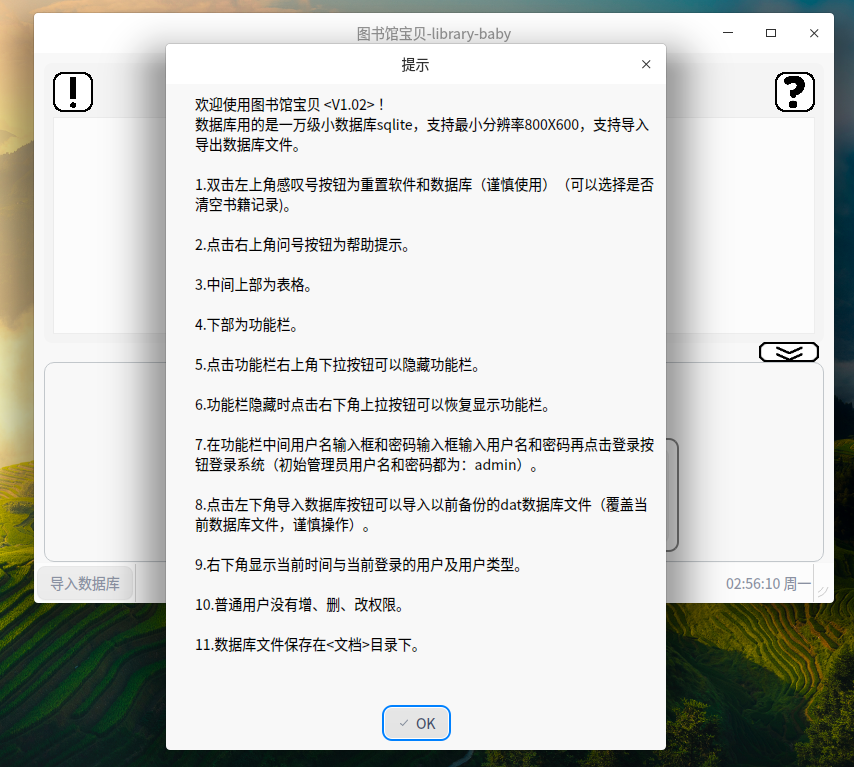 图书馆宝贝-library-baby
提示
欢迎使用图书馆宝贝 <V1.02>！
数据库用的是一万级小数据库sqlite，支持最小分辨率800X600，支持导入
导出数据库文件。
1.双击左上角感叹号按钮为重置软件和数据库（谨慎使用）（可以选择是否
清空书籍记录)。
2.点击右上角问号按钮为帮助提示。
3.中间上部为表格。
4.下部为功能栏。
5.点击功能栏右上角下拉按钮可以隐藏功能栏。
6.功能栏隐藏时点击右下角上拉按钮可以恢复显示功能栏。
7.在功能栏中间用户名输入框和密码输入框输入用户名和密码再点击登录按
钮登录系统（初始管理员用户名和密码都为：admin）。
8.点击左下角导入数据库按钮可以导入以前备份的dat数据库文件（覆盖当
前数据库文件，谨慎操作）。
9.右下角显示当前时间与当前登录的用户及用户类型。
10.普通用户没有增、删、改权限。
11.数据库文件保存在<文档>目录下。
OK
导入数据库
02:56:10 周一